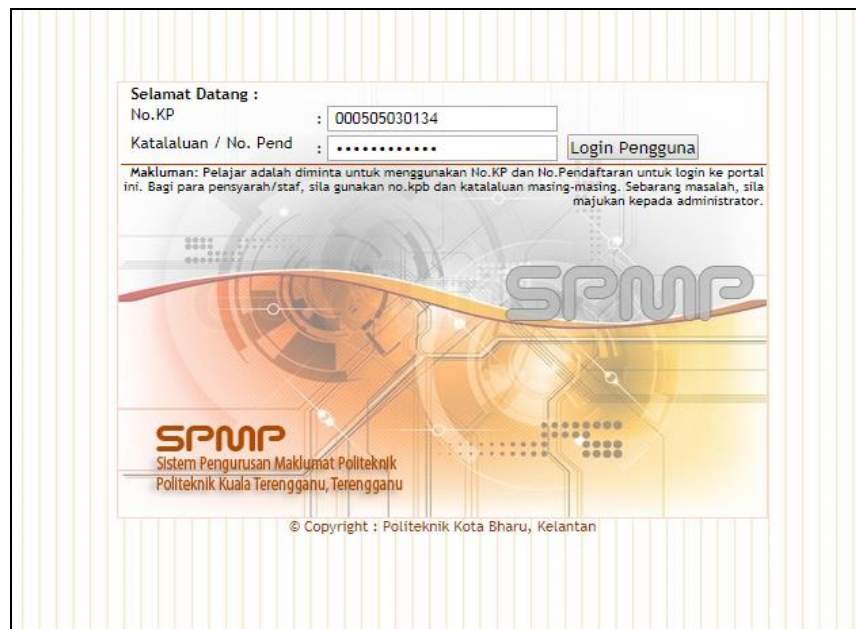 Selamat Datang :
No.KP : 000505030134
Katalaluan / No. Pend : •••••••••••• Login Pengguna
Makluman: Pelajar adalah diminta untuk menggunakan No.KP dan No.Pendaftaran untuk login ke portal
ini. Bagi para pensyarah/staf, sila gunakan no.kpb dan katalaluan masing-masing. Sebarang masalah, sila
majukan kepada administrator.
SPMP
SPMP
Sistem Pengurusan Maklumat Politeknik
Politeknik Kuala Terengganu, Terengganu
© Copyright : Politeknik Kota Bharu, Kelantan